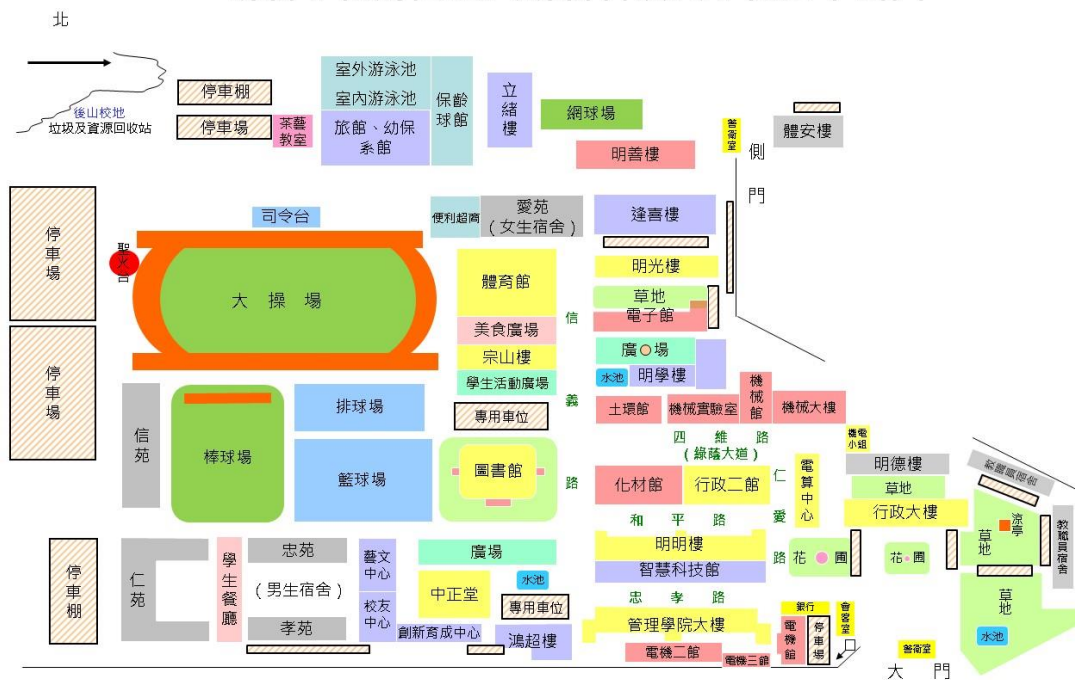 北
後山校地
垃圾及資源回收站
停車棚
停車場
茶藝
教室
室外游泳池
室內游泳池
旅館、幼保
系館
保齡
球館
立緒樓
網球場
明善樓
警衛室
側門
體安樓
停車場
聖火台
司令台
大操場
便利超商
愛苑
(女生宿舍)
逢喜樓
明光樓
草地
電子館
體育館
美食廣場
宗山樓
學生活動廣場
專用車位
信義路
廣場
水池
明學樓
停車場
信苑
棒球場
排球場
籃球場
圖書館
土環館
機械實驗室
機械館
機械大樓
四維路
(綠蔭大道)
化材館
行政二館
仁愛路
電算中心
機電
小組
明德樓
草地
行政大樓
教職員宿舍
涼亭
草地
教職員宿舍
和平路
明明樓
智慧科技館
花圃
花圃
草地
水池
忠孝路
管理學院大樓
電機二館
電機三館
電機館
銀行
停車場
會客室
警衛室
大門
停車棚
仁苑
學生餐廳
忠苑
(男生宿舍)
孝苑
藝文
中心
校友
中心
廣場
中正堂
水池
專用車位
創新育成中心
鴻超樓